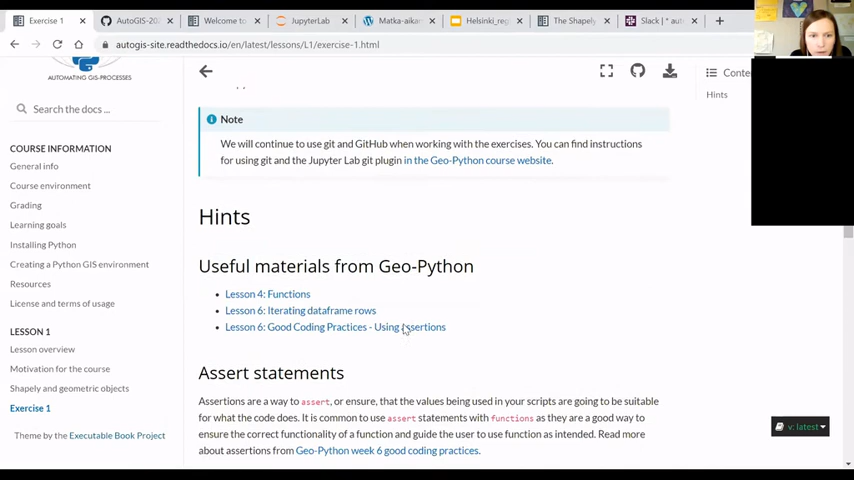 Exercise 1
AutoGIS-202
Welcome to
JupyterLab
Matka-aikam
Helsinki_reg
The Shapely
Slack | * aut
autogis-site.readthedocs.io/en/latest/lessons/L1/exercise-1.html
AUTOMATING GIS-PROCESSES
Search the docs ...
COURSE INFORMATION
General info
Course environment
Grading
Learning goals
Installing Python
Creating a Python GIS environment
Resources
License and terms of usage
LESSON 1
Lesson overview
Motivation for the course
Shapely and geometric objects
Exercise 1
Theme by the Executable Book Project
Note
We will continue to use git and GitHub when working with the exercises. You can find instructions
for using git and the Jupyter Lab git plugin in the Geo-Python course website.
Hints
Useful materials from Geo-Python
• Lesson 4: Functions
• Lesson 6: Iterating dataframe rows
• Lesson 6: Good Coding Practices - Using Assertions
Assert statements
Assertions are a way to assert, or ensure, that the values being used in your scripts are going to be suitable
for what the code does. It is common to use assert statements with functions as they are a good way to
ensure the correct functionality of a function and guide the user to use function as intended. Read more
about assertions from Geo-Python week 6 good coding practices.
Conte
Hints
v: latest